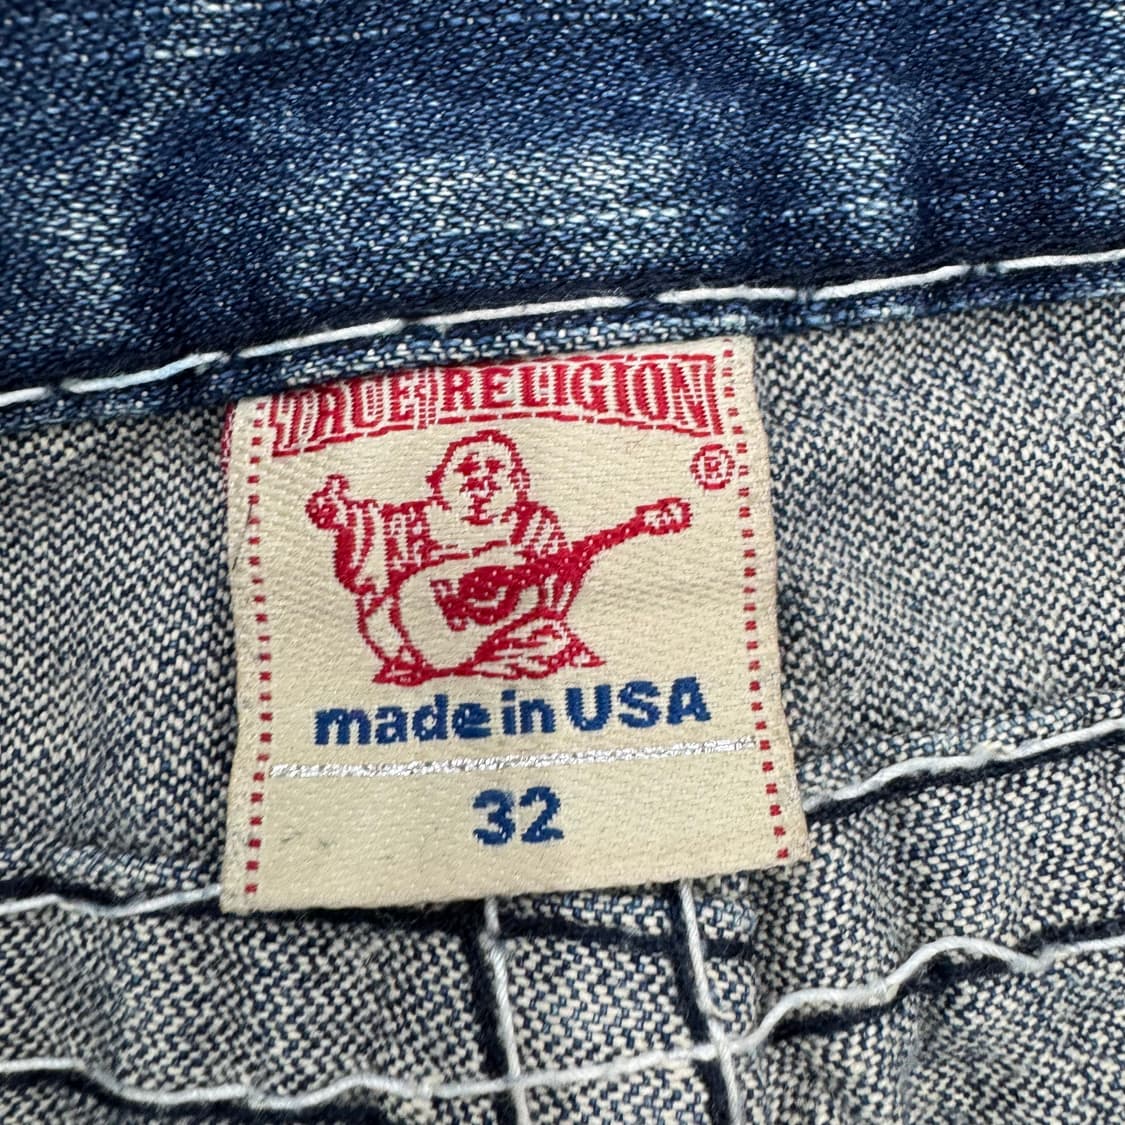 TRUE RELIGION
®
made in USA
32